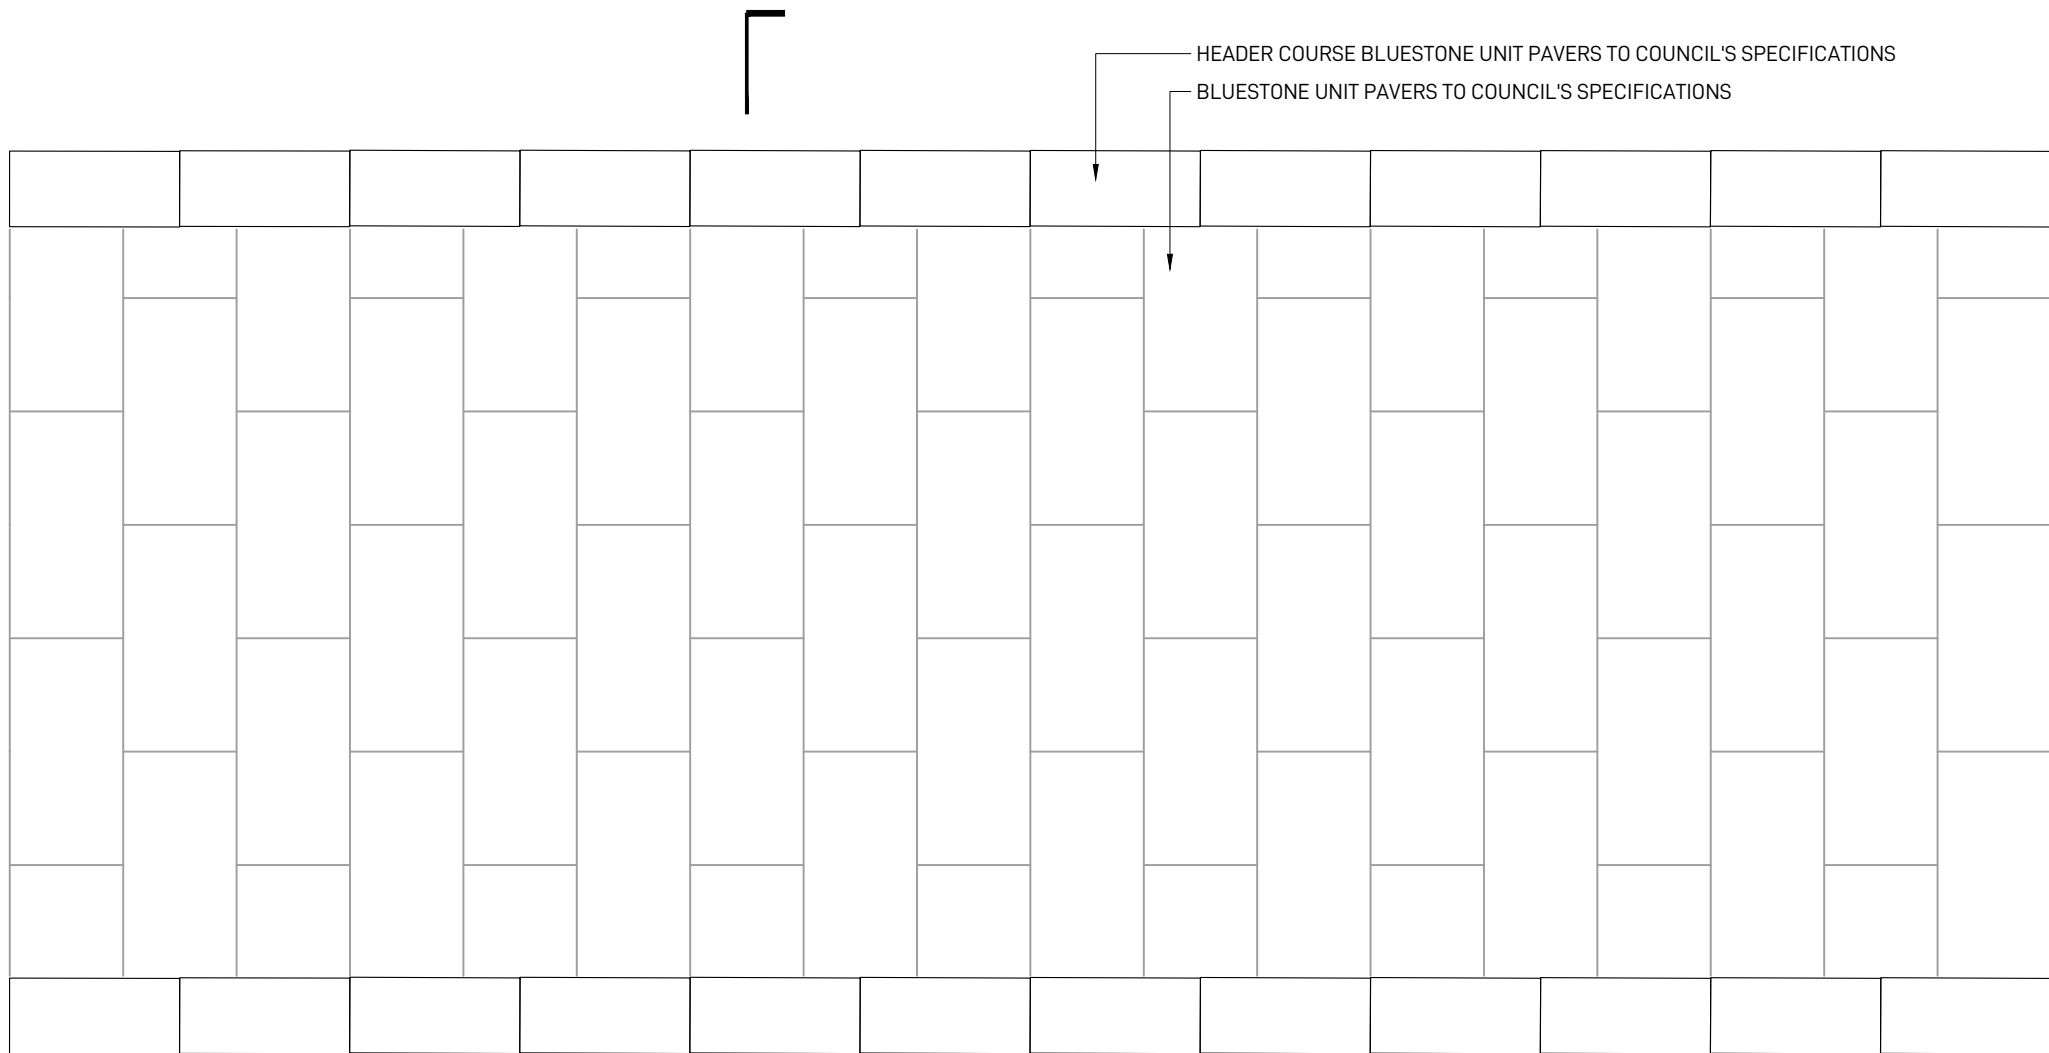 HEADER COURSE BLUESTONE UNIT PAVERS TO COUNCIL'S SPECIFICATIONS
BLUESTONE UNIT PAVERS TO COUNCIL'S SPECIFICATIONS